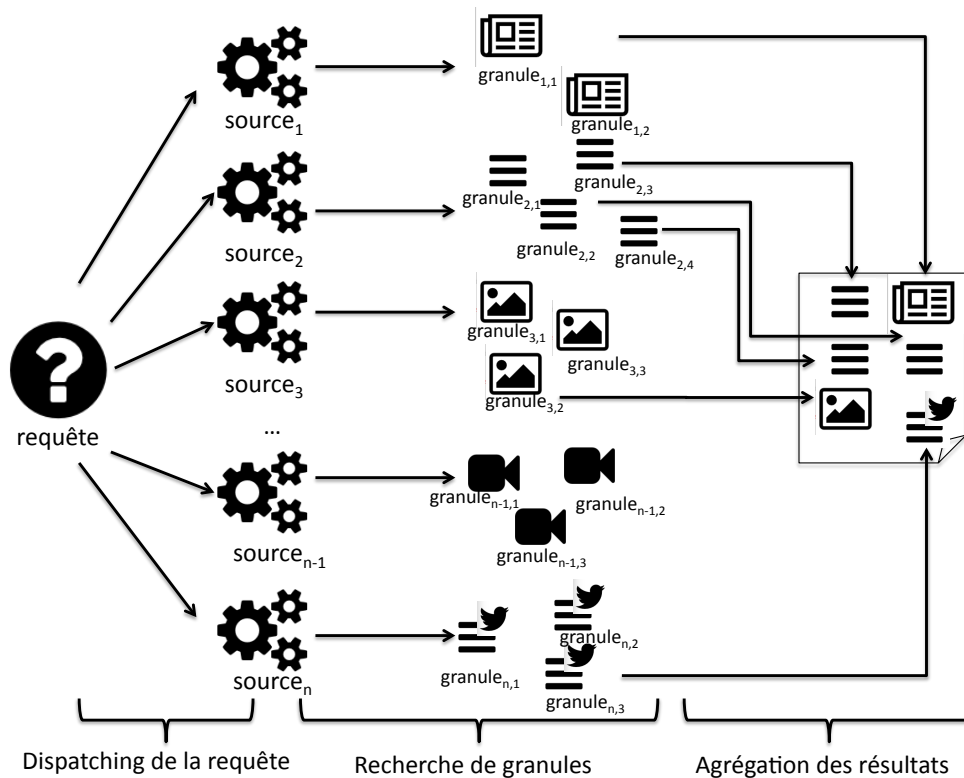 granule1,1
source1
granule1,2
granule2,1
granule2,3
source2
granule2,2
granule2,4
granule3,1
granule3,3
source3
granule3,2
...
requête
granulen-1,1
granulen-1,2
source n-1
granulen-1,3
granulen,2
sourcen
granulen,1
granulen,3
Dispatching de la requête
Recherche de granules
Agrégation des résultats